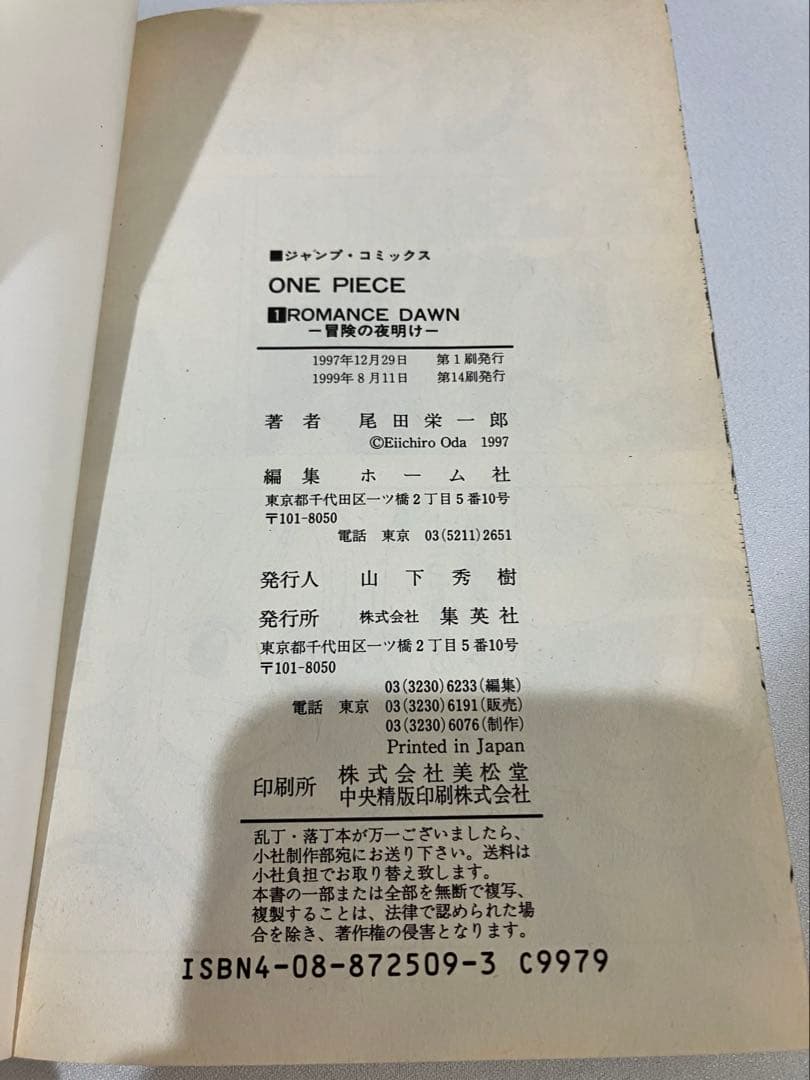 ■ジャンプ・コミックス
ONE PIECE
1 ROMANCE DAWN
―冒険の夜明け―
1997年12月29日 第1刷発行
1999年8月11日 第14刷発行
著者 尾田栄一郎
©Eiichiro Oda 1997
編集 ホーム社
東京都千代田区一ツ橋2丁目5番10号
〒101-8050
電話 東京 03(5211)2651
発行人 山下秀樹
発行所 株式会社 集英社
東京都千代田区一ツ橋2丁目5番10号
〒101-8050
03(3230)6233(編集)
電話 東京 03(3230)6191(販売)
03(3230)6076(制作)
Printed in Japan
印刷所 株式会社美松堂
中央精版印刷株式会社
乱丁・落丁本が万一ございましたら、
小社制作部宛にお送り下さい。送料は
小社負担でお取り替え致します。
本書の一部または全部を無断で複写、
複製することは、法律で認められた場
合を除き、著作権の侵害となります。
ISBN4-08-872509-3 C9979